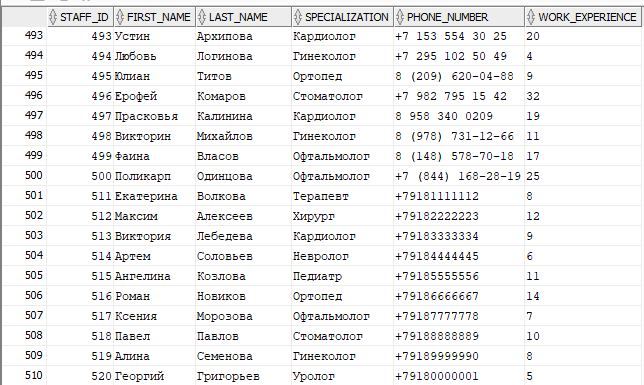 STAFF_ID FIRST_NAME LAST_NAME SPECIALIZATION PHONE_NUMBER WORK_EXPERIENCE
493 493 Устин Архипова Кардиолог +7 153 554 30 25 20
494 494 Любовь Логинова Гинеколог +7 295 102 50 49 4
495 495 Юлиан Титов Ортопед 8 (209) 620-04-88 9
496 496 Ерофей Комаров Стоматолог +7 982 795 15 42 32
497 497 Прасковья Калинина Кардиолог 8 958 340 0209 19
498 498 Викторин Михайлов Гинеколог 8 (978) 731-12-66 11
499 499 Фаина Власов Офтальмолог 8 (148) 578-70-18 17
500 500 Поликарп Одинцова Офтальмолог +7 (844) 168-28-19 25
501 511 Екатерина Волкова Терапевт +79181111112 8
502 512 Максим Алексеев Хирург +79182222223 12
503 513 Виктория Лебедева Кардиолог +79183333334 9
504 514 Артем Соловьев Невролог +79184444445 6
505 515 Ангелина Козлова Педиатр +79185555556 11
506 516 Роман Новиков Ортопед +79186666667 14
507 517 Ксения Морозова Офтальмолог +79187777778 7
508 518 Павел Павлов Стоматолог +79188888889 10
509 519 Алина Семенова Гинеколог +79189999990 8
510 520 Георгий Григорьев Уролог +79180000001 5